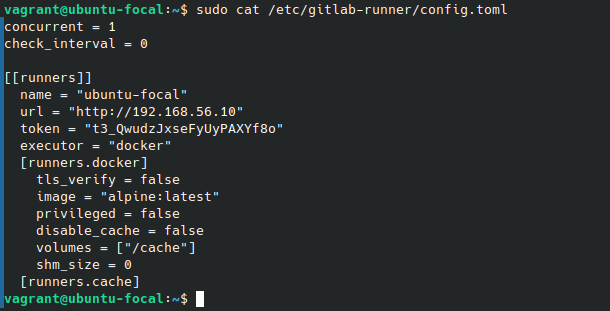 vagrant@ubuntu-focal:~$ sudo cat /etc/gitlab-runner/config.toml
concurrent = 1
check_interval = 0
[[runners]]
name = "ubuntu-focal"
url = "http://192.168.56.10"
token = "t3_QwudzJxseFyUyPAXYf8o"
executor = "docker"
[runners.docker]
tls_verify = false
image = "alpine:latest"
privileged = false
disable_cache = false
volumes = ["/cache"]
shm_size = 0
[runners.cache]
vagrant@ubuntu-focal:~$